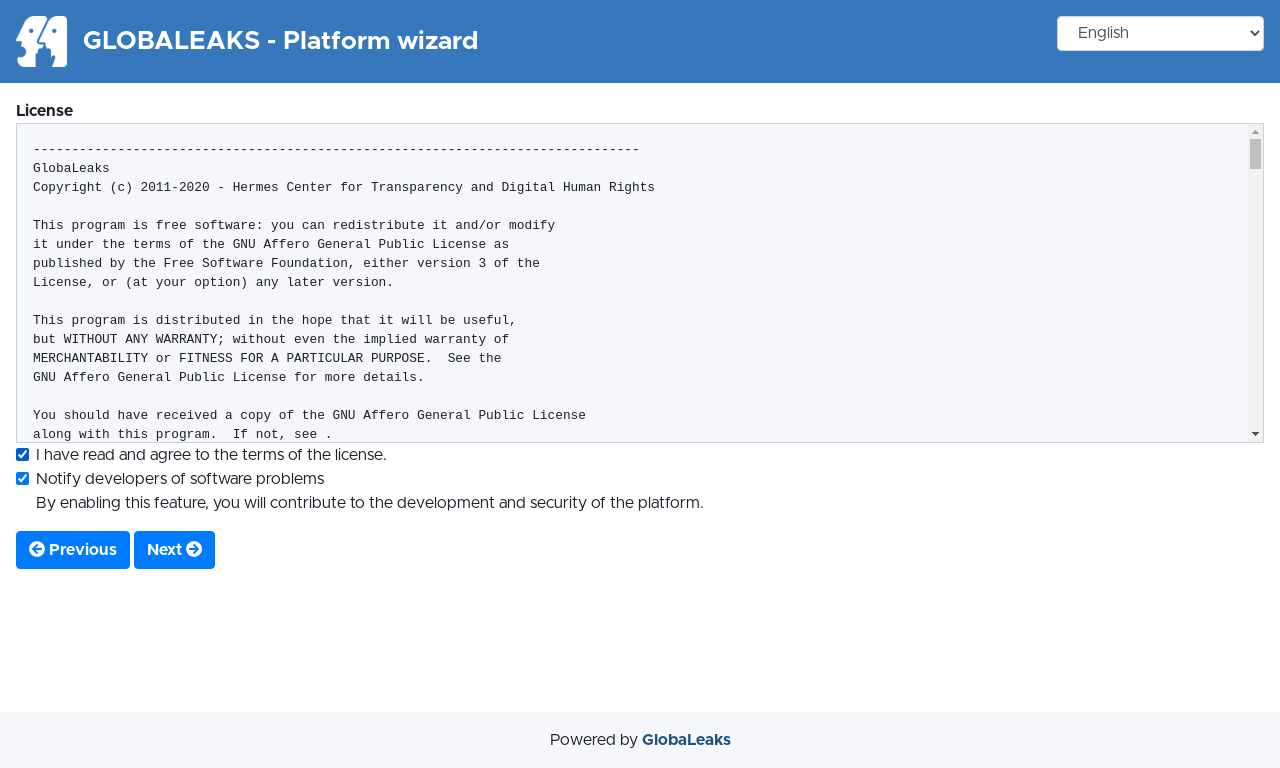 GLOBALEAKS - Platform wizard
English
License
-------------------------------------------------------------------------------
GlobaLeaks
Copyright (c) 2011-2020 - Hermes Center for Transparency and Digital Human Rights
This program is free software: you can redistribute it and/or modify
it under the terms of the GNU Affero General Public License as
published by the Free Software Foundation, either version 3 of the
License, or (at your option) any later version.
This program is distributed in the hope that it will be useful,
but WITHOUT ANY WARRANTY; without even the implied warranty of
MERCHANTABILITY or FITNESS FOR A PARTICULAR PURPOSE.  See the
GNU Affero General Public License for more details.
You should have received a copy of the GNU Affero General Public License
along with this program.  If not, see .
I have read and agree to the terms of the license.
Notify developers of software problems
By enabling this feature, you will contribute to the development and security of the platform.
Previous Next
Powered by GlobaLeaks